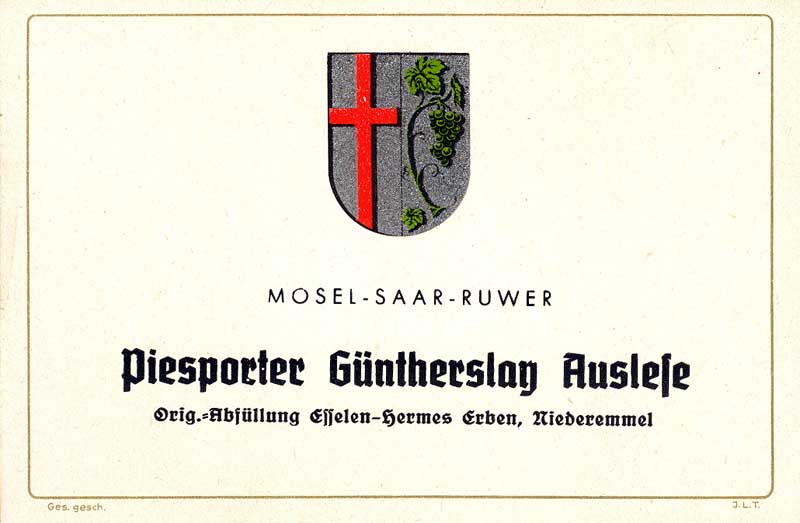 MOSEL-SAAR-RUWER
Piesporter Güntherslay Ausleſe
Orig.=Abfüllung Eſſelen-Hermes Erben, Niederemmel
Ges. gesch.
J.L.T.